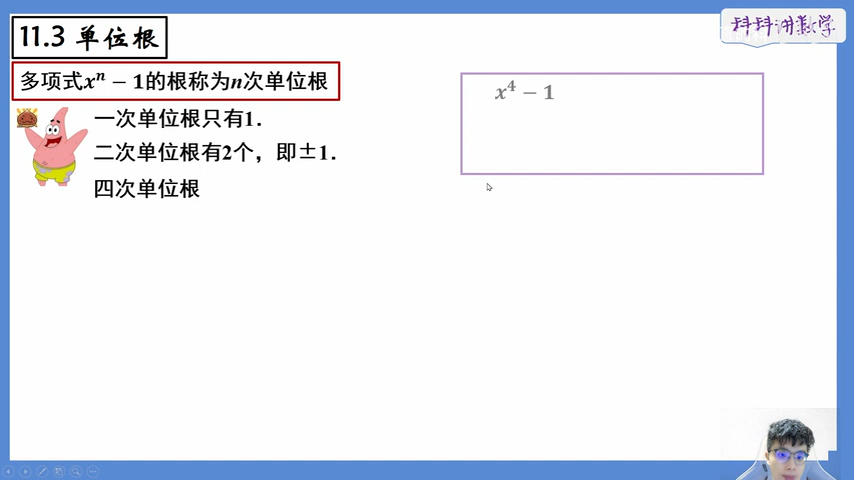 11.3 单位根
科科讲数学
多项式xⁿ − 1的根称为n次单位根
x⁴ − 1
一次单位根只有1.
二次单位根有2个，即±1.
四次单位根